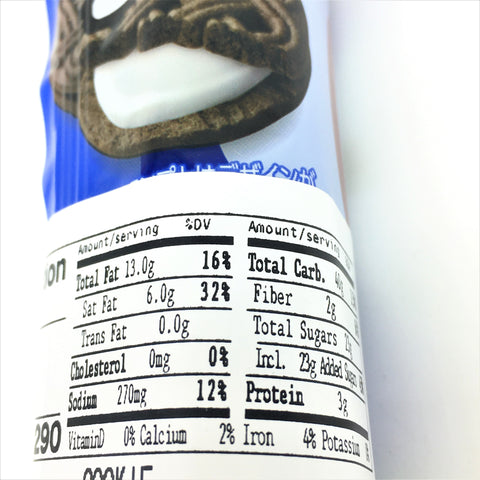 Amount/serving %DV
Total Fat 13.0g 16%
Sat Fat 6.0g 32%
Trans Fat 0.0g
Cholesterol 0mg 0%
Sodium 270mg 12%
Amount/serving
Total Carb.
Fiber 2g
Total Sugars
Incl. 23g Added Sugar
Protein 3g
290
VitaminD 0% Calcium 2% Iron 4% Potassium
COOKIE